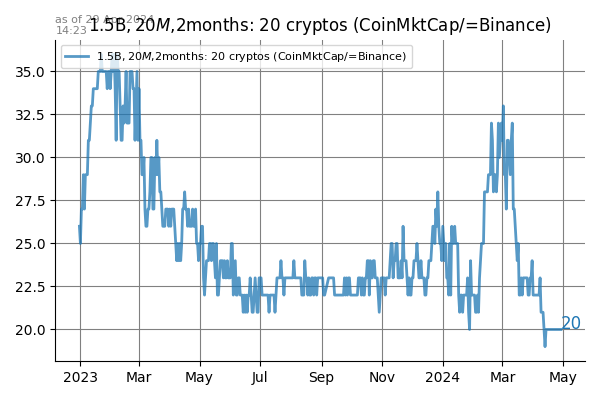 as of 29 Apr 2024
14:23
1.5B, 20M,2months: 20 cryptos (CoinMktCap/=Binance)
1.5B, 20M,2months: 20 cryptos (CoinMktCap/=Binance)
35.0
32.5
30.0
27.5
25.0
22.5
20.0
20
2023 Mar May Jul Sep Nov 2024 Mar May